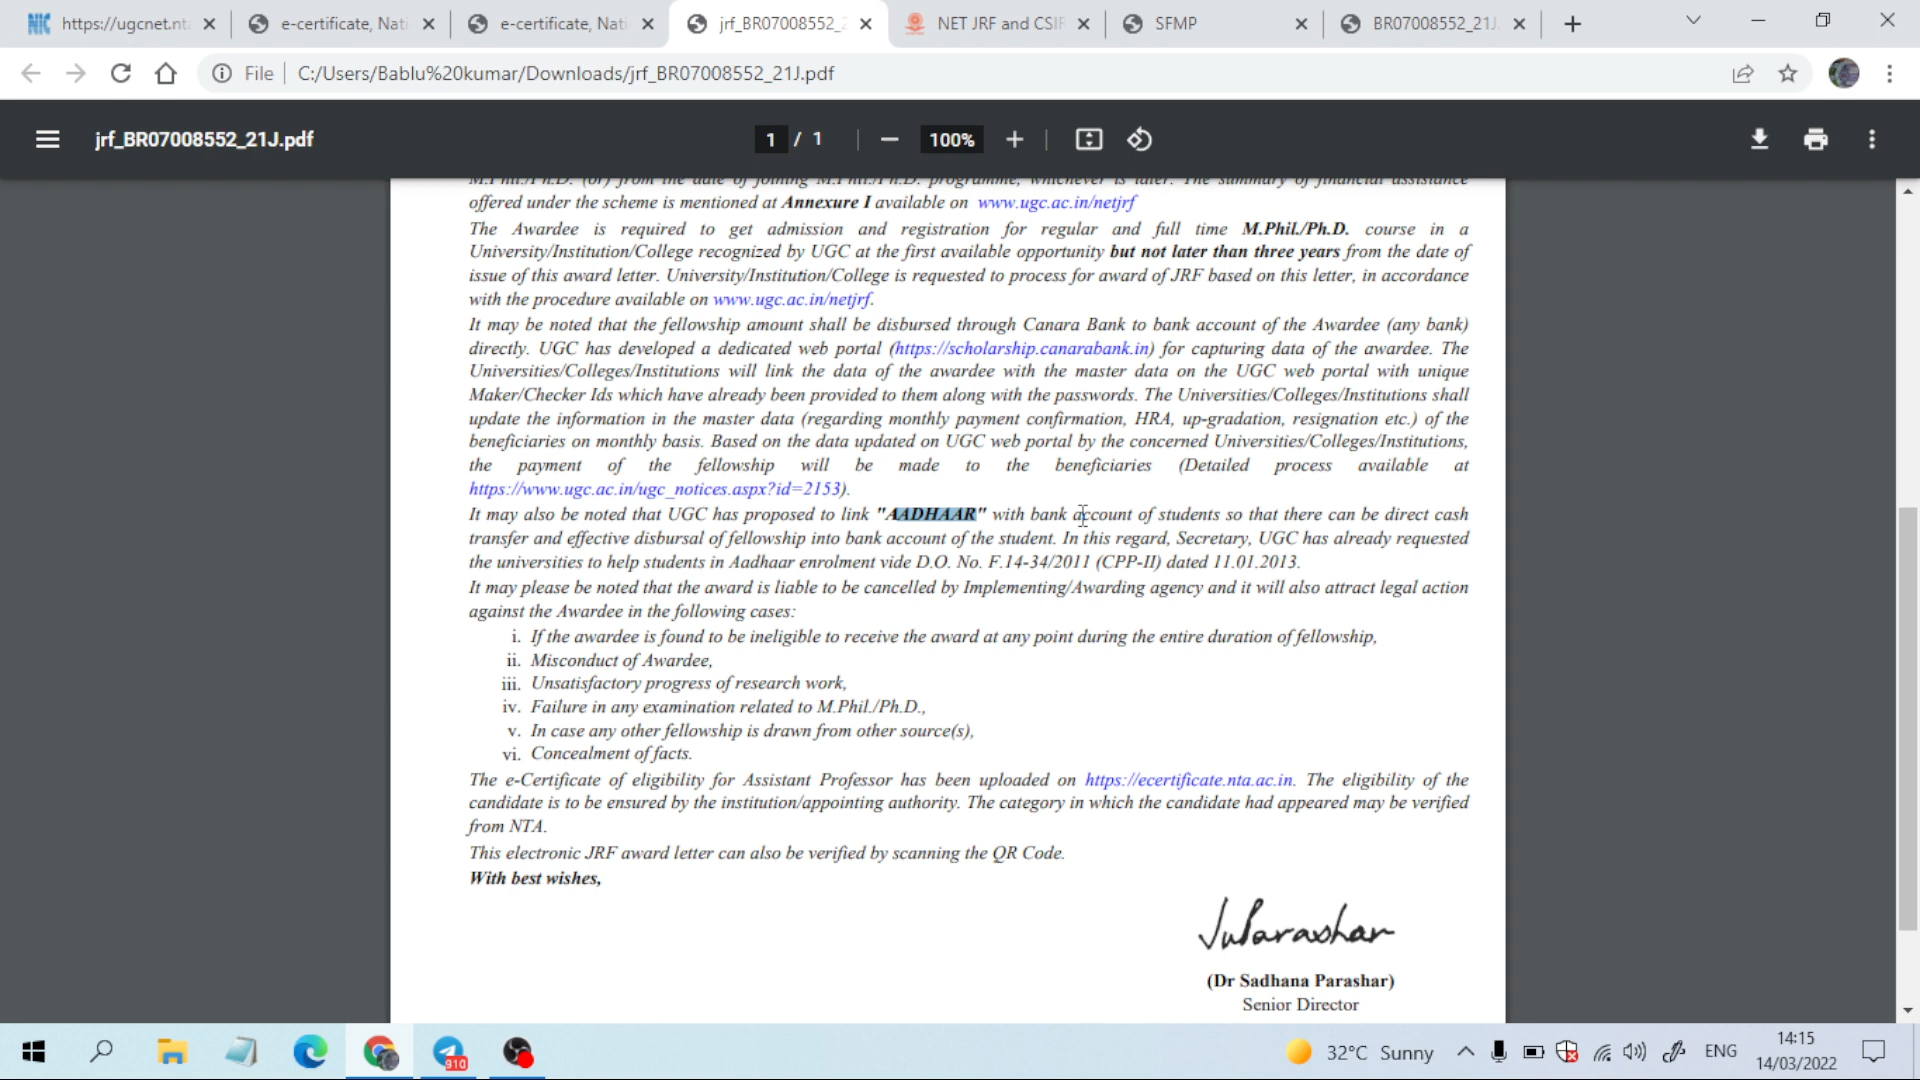 https://ugcnet.nt
e-certificate, Nati
e-certificate, Nati
jrf_BR07008552_2
NET JRF and CSIR
SFMP
BR07008552_21J.
File
C:/Users/Bablu%20kumar/Downloads/jrf_BR07008552_21J.pdf
jrf_BR07008552_21J.pdf
1 / 1
100%
M.Phil./Ph.D. (or) from the date of joining M.Phil./Ph.D. programme, whichever is later. The summary of financial assistance
offered under the scheme is mentioned at Annexure I available on www.ugc.ac.in/netjrf
The Awardee is required to get admission and registration for regular and full time M.Phil./Ph.D. course in a
University/Institution/College recognized by UGC at the first available opportunity but not later than three years from the date of
issue of this award letter. University/Institution/College is requested to process for award of JRF based on this letter, in accordance
with the procedure available on www.ugc.ac.in/netjrf.
It may be noted that the fellowship amount shall be disbursed through Canara Bank to bank account of the Awardee (any bank)
directly. UGC has developed a dedicated web portal (https://scholarship.canarabank.in) for capturing data of the awardee. The
Universities/Colleges/Institutions will link the data of the awardee with the master data on the UGC web portal with unique
Maker/Checker Ids which have already been provided to them along with the passwords. The Universities/Colleges/Institutions shall
update the information in the master data (regarding monthly payment confirmation, HRA, up-gradation, resignation etc.) of the
beneficiaries on monthly basis. Based on the data updated on UGC web portal by the concerned Universities/Colleges/Institutions,
the payment of the fellowship will be made to the beneficiaries (Detailed process available at
https://www.ugc.ac.in/ugc_notices.aspx?id=2153).
It may also be noted that UGC has proposed to link "AADHAAR" with bank account of students so that there can be direct cash
transfer and effective disbursal of fellowship into bank account of the student. In this regard, Secretary, UGC has already requested
the universities to help students in Aadhaar enrolment vide D.O. No. F.14-34/2011 (CPP-II) dated 11.01.2013.
It may please be noted that the award is liable to be cancelled by Implementing/Awarding agency and it will also attract legal action
against the Awardee in the following cases:
i. If the awardee is found to be ineligible to receive the award at any point during the entire duration of fellowship,
ii. Misconduct of Awardee,
iii. Unsatisfactory progress of research work,
iv. Failure in any examination related to M.Phil./Ph.D.,
v. In case any other fellowship is drawn from other source(s),
vi. Concealment of facts.
The e-Certificate of eligibility for Assistant Professor has been uploaded on https://ecertificate.nta.ac.in. The eligibility of the
candidate is to be ensured by the institution/appointing authority. The category in which the candidate had appeared may be verified
from NTA.
This electronic JRF award letter can also be verified by scanning the QR Code.
With best wishes,
(Dr Sadhana Parashar)
Senior Director
910
32°C Sunny
ENG
14:15
14/03/2022